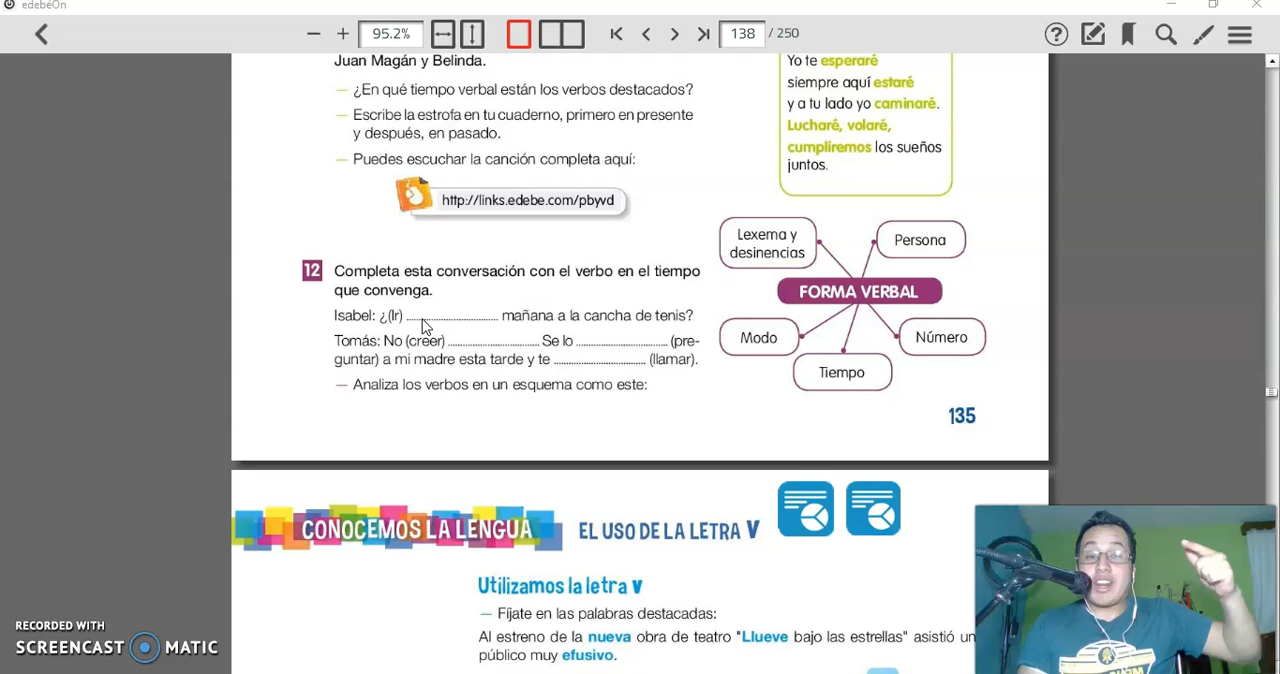 edebéOn
95.2%
138 / 250
Juan Magán y Belinda.
— ¿En qué tiempo verbal están los verbos destacados?
— Escribe la estrofa en tu cuaderno, primero en presente
y después, en pasado.
— Puedes escuchar la canción completa aquí:
http://links.edebe.com/pbyvd
Yo te esperaré
siempre aquí estaré
y a tu lado yo caminaré.
Lucharé, volaré,
cumpliremos los sueños
juntos.
12 Completa esta conversación con el verbo en el tiempo
que convenga.
Isabel: ¿(Ir) .............................. mañana a la cancha de tenis?
Tomás: No (creer) .............................. Se lo .............................. (pre-
guntar) a mi madre esta tarde y te .............................. (llamar).
— Analiza los verbos en un esquema como este:
Lexema y
desinencias
Persona
FORMA VERBAL
Modo
Número
Tiempo
135
CONOCEMOS LA LENGUA EL USO DE LA LETRA V
Utilizamos la letra v
— Fíjate en las palabras destacadas:
Al estreno de la nueva obra de teatro "Llueve bajo las estrellas" asistió un
público muy efusivo.
RECORDED WITH
SCREENCAST MATIC